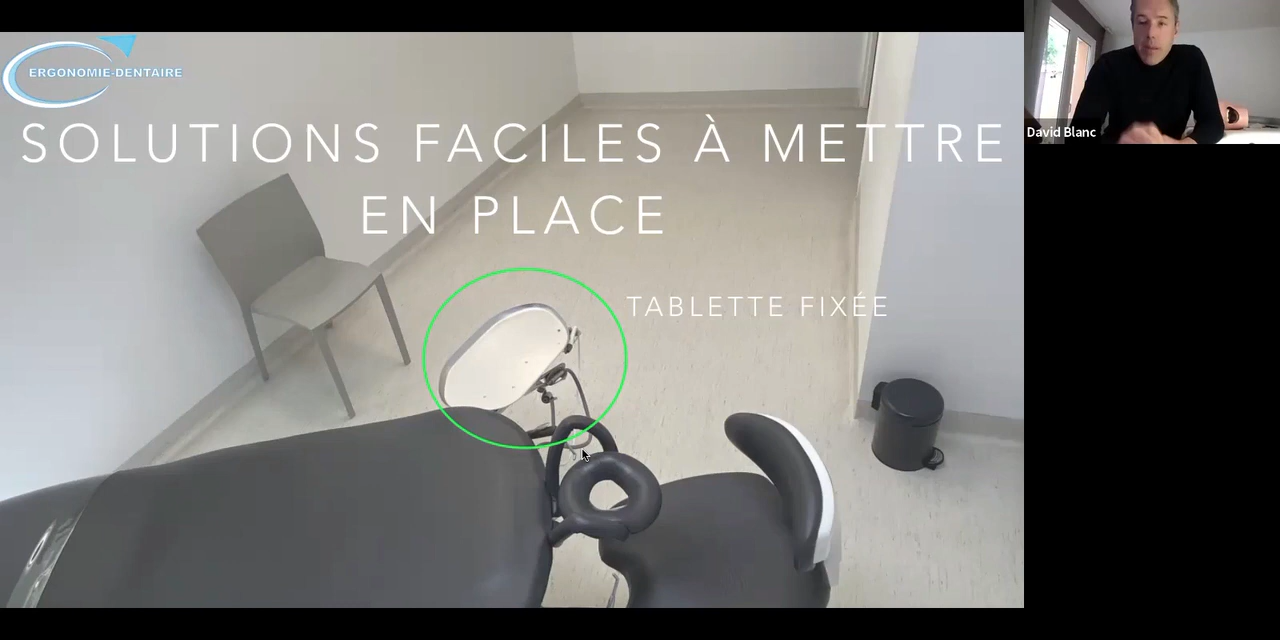 ERGONOMIE-DENTAIRE
SOLUTIONS FACILES À METTRE
EN PLACE
TABLETTE FIXÉE
David Blanc